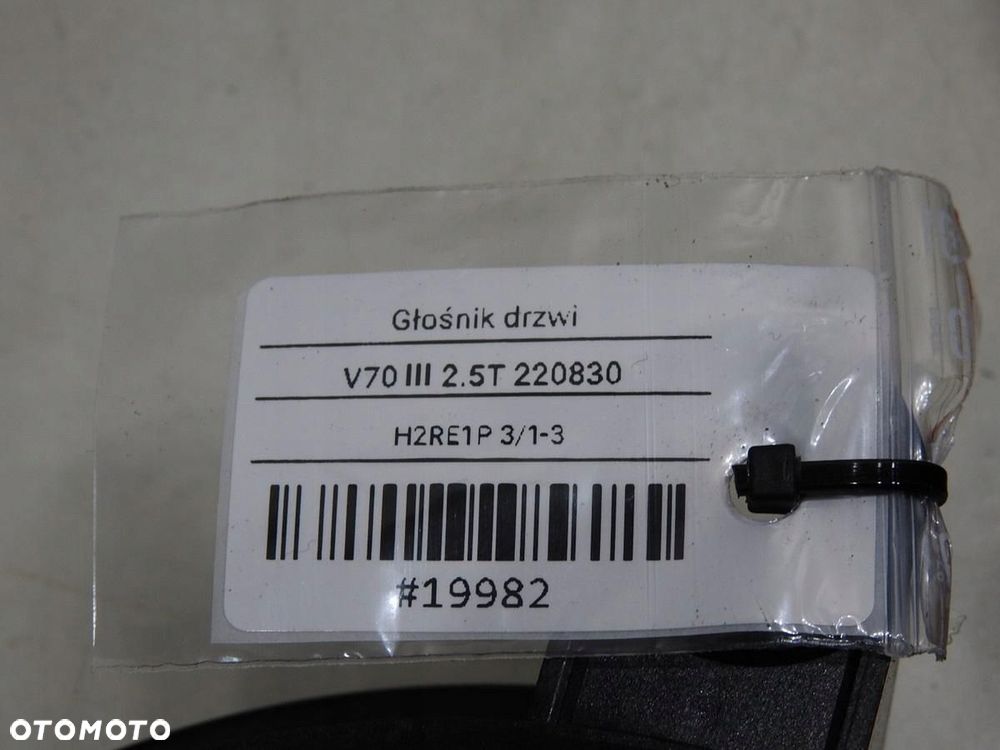 Głośnik drzwi
V70 III 2.5T 220830
H2RE1P 3/1-3
#19982
OTOMOTO